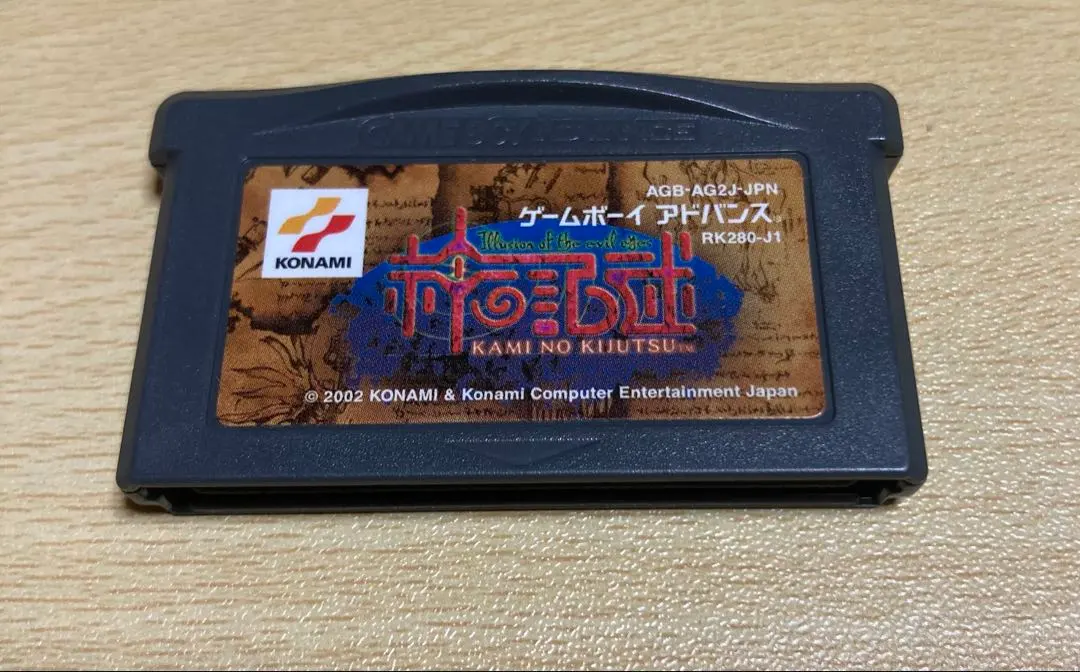 GAME BOY ADVANCE
AGB-AG2J-JPN
ゲームボーイ アドバンス
RK280-J1
KONAMI
Illusion of the evil eyes
神の記述
KAMI NO KIJUTSU™
© 2002 KONAMI & Konami Computer Entertainment Japan